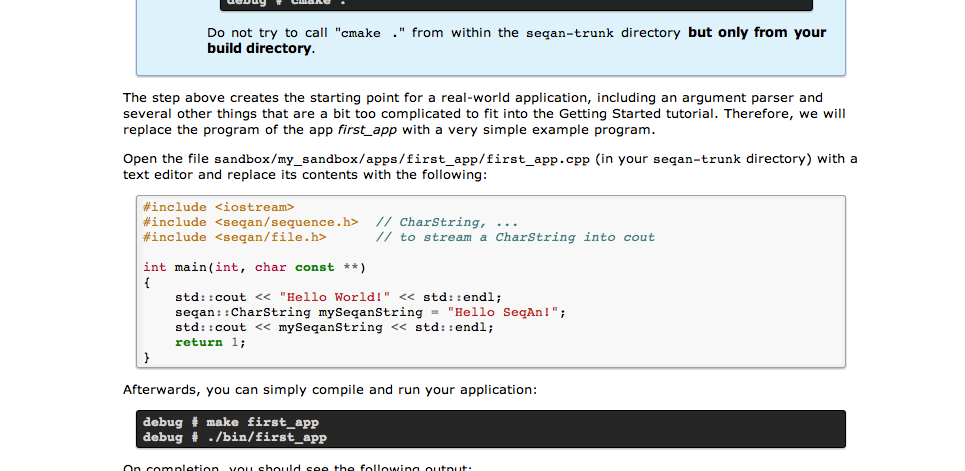 debug # cmake .
Do not try to call "cmake ." from within the seqan-trunk directory but only from your
build directory.
The step above creates the starting point for a real-world application, including an argument parser and
several other things that are a bit too complicated to fit into the Getting Started tutorial. Therefore, we will
replace the program of the app first_app with a very simple example program.
Open the file sandbox/my_sandbox/apps/first_app/first_app.cpp (in your seqan-trunk directory) with a
text editor and replace its contents with the following:
#include <iostream>
#include <seqan/sequence.h>  // CharString, ...
#include <seqan/file.h>      // to stream a CharString into cout
int main(int, char const **)
{
    std::cout << "Hello World!" << std::endl;
    seqan::CharString mySeqanString = "Hello SeqAn!";
    std::cout << mySeqanString << std::endl;
    return 1;
}
Afterwards, you can simply compile and run your application:
debug # make first_app
debug # ./bin/first_app
On completion, you should see the following output: